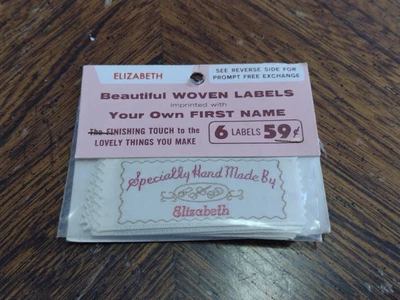 ELIZABETH
SEE REVERSE SIDE FOR
PROMPT FREE EXCHANGE
Beautiful WOVEN LABELS
imprinted with
Your Own FIRST NAME
The FINISHING TOUCH to the
LOVELY THINGS YOU MAKE
6 LABELS 59¢
Specially Hand Made By
Elizabeth